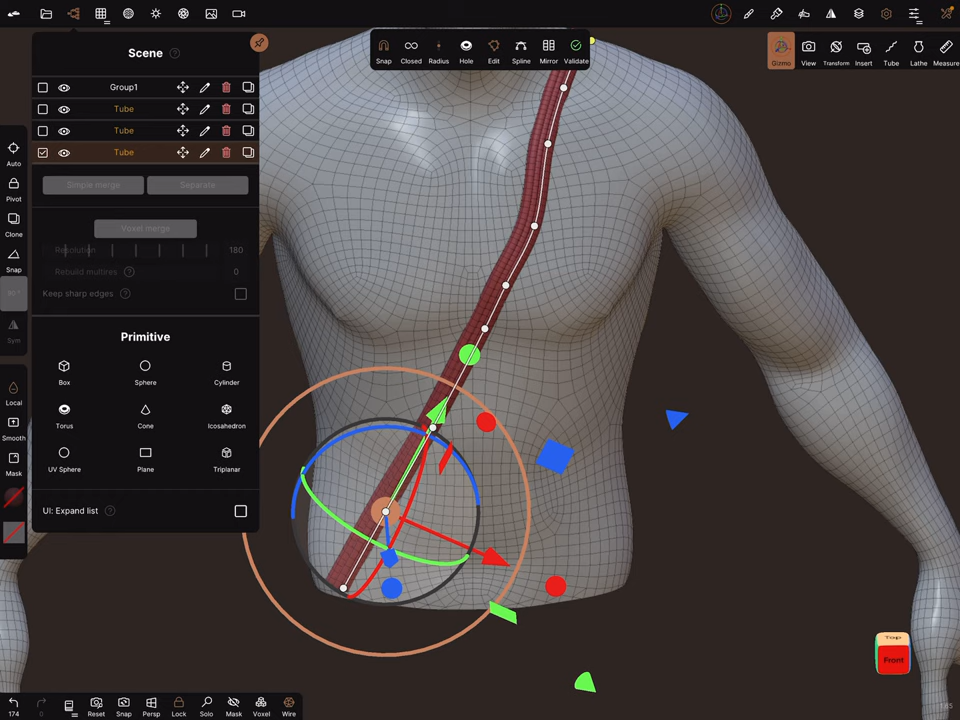 Scene
Group1
Tube
Tube
Tube
Simple merge Separate
Voxel merge
Resolution 180
Rebuild multires 0
Keep sharp edges
Primitive
Box Sphere Cylinder
Torus Cone Icosahedron
UV Sphere Plane Triplanar
UI: Expand list
Auto
Pivot
Clone
Snap
Sym
Local
Smooth
Mask
Snap Closed Radius Hole Edit Spline Mirror Validate
Gizmo View Transform Insert Tube Lathe Measure
Top
Front
174 0 Reset Snap Persp Lock Solo Mask Voxel Wire